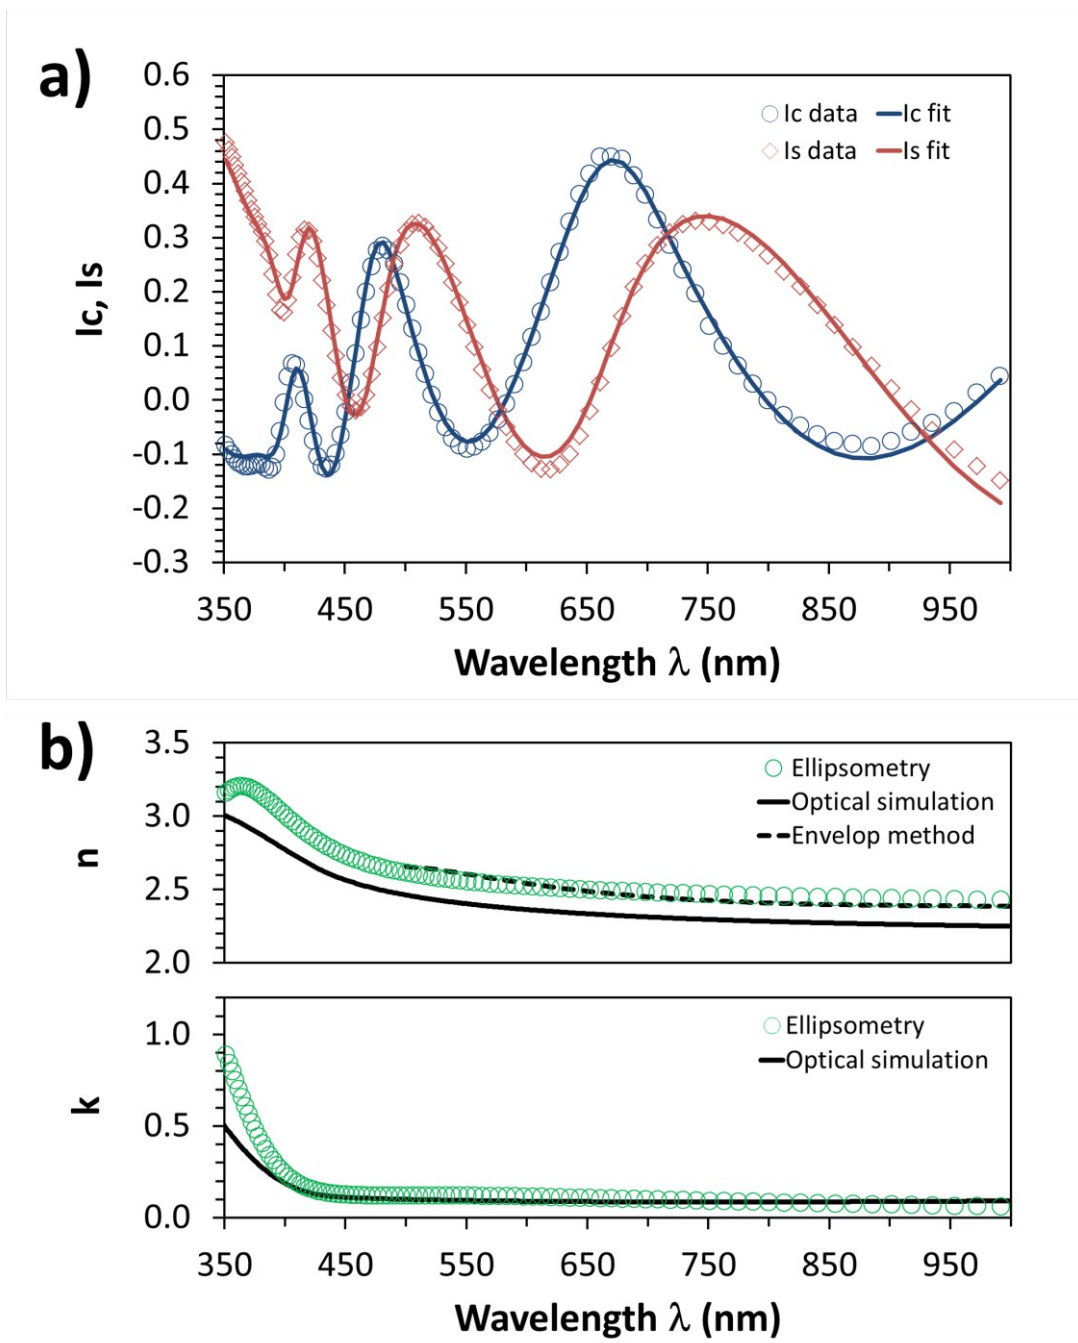 a)
0.6
0.5
0.4
0.3
0.2
0.1
0.0
-0.1
-0.2
-0.3
Ic, Is
Ic data Ic fit
Is data Is fit
350 450 550 650 750 850 950
Wavelength λ (nm)
b)
3.5
3.0
2.5
2.0
n
Ellipsometry
Optical simulation
Envelop method
1.0
0.5
0.0
k
Ellipsometry
Optical simulation
350 450 550 650 750 850 950
Wavelength λ (nm)